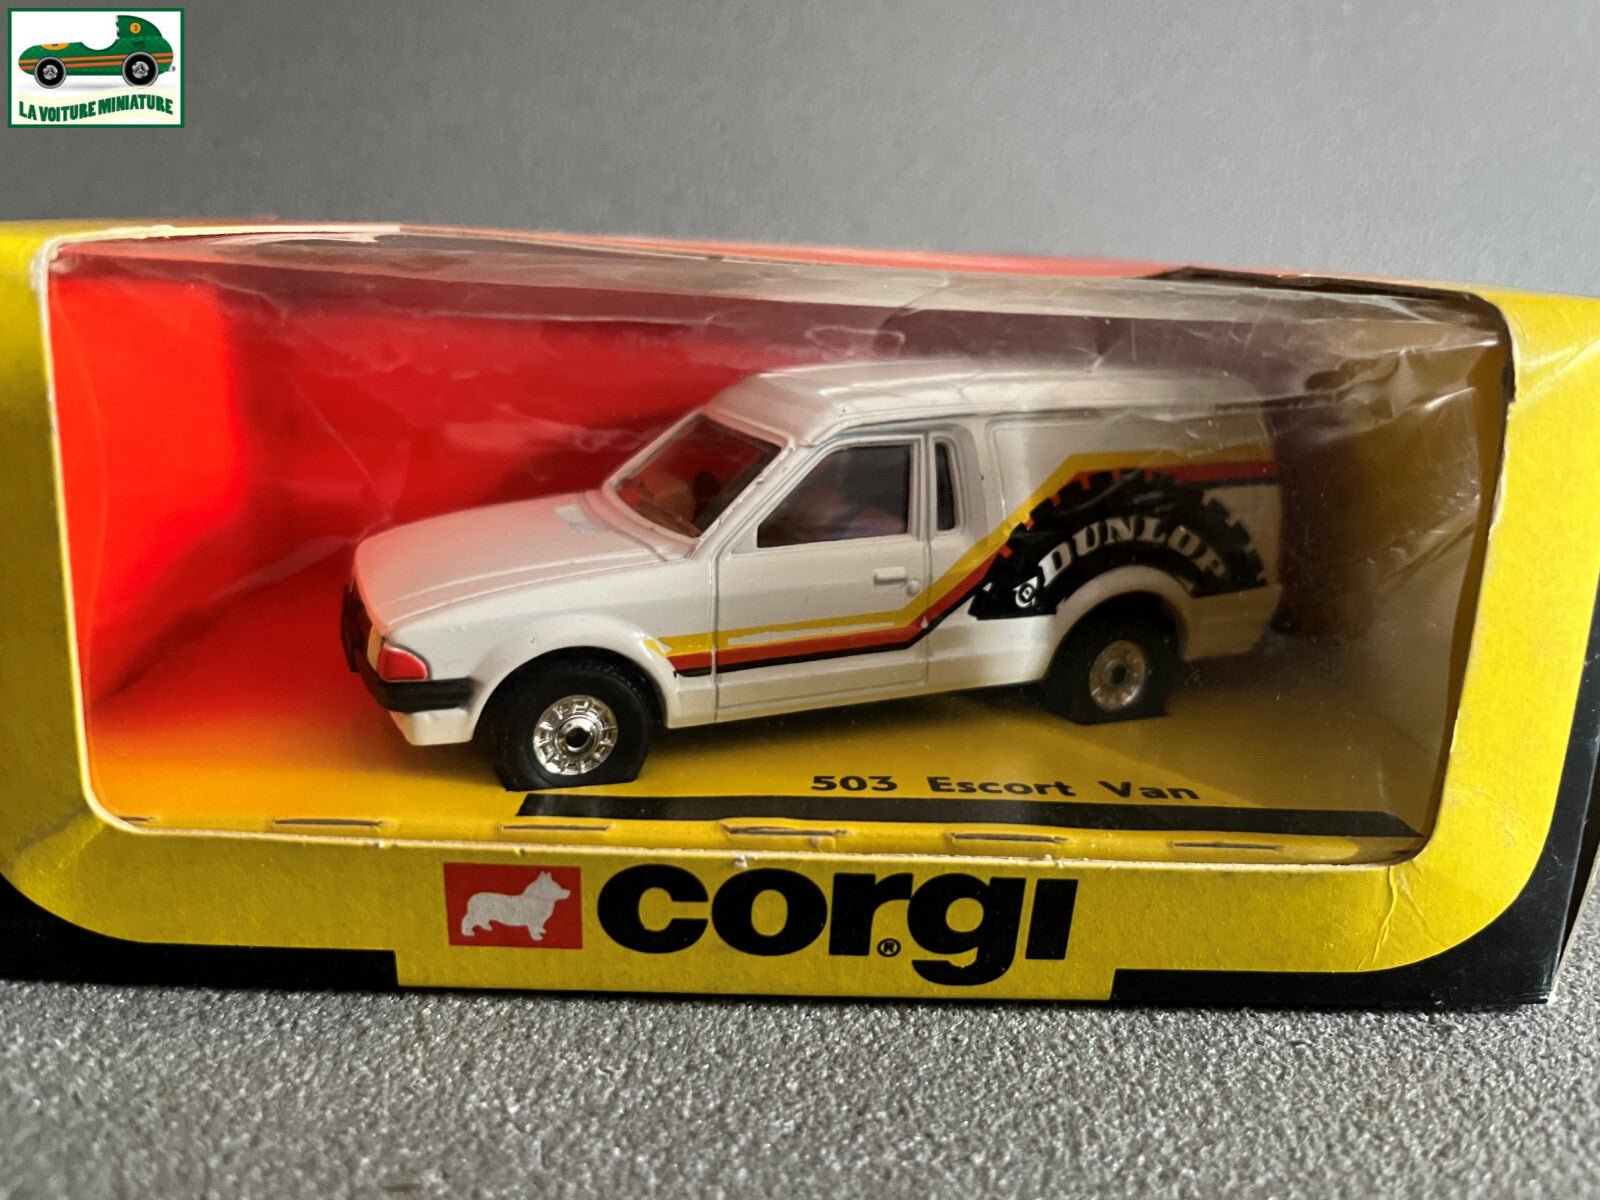 LA VOITURE MINIATURE
DUNLOP
D
503 Escort Van
corgi®